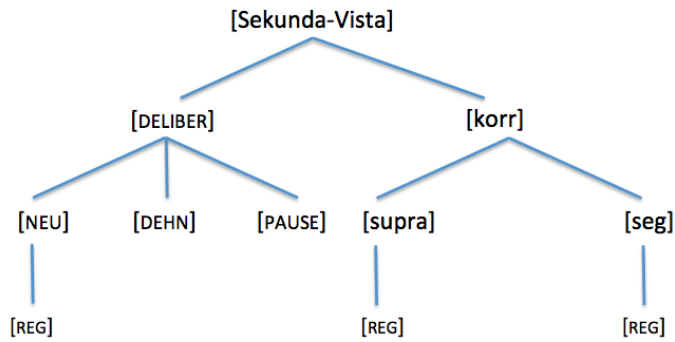 [Sekunda-Vista]
[DELIBER] [korr]
[NEU] [DEHN] [PAUSE] [supra] [seg]
[REG] [REG] [REG]